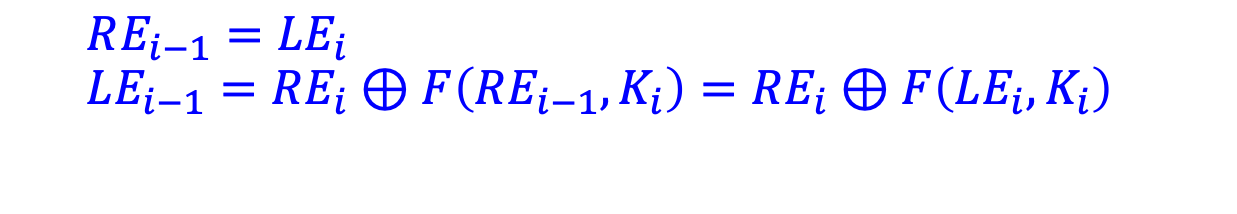 RE_{i−1} = LE_i
LE_{i−1} = RE_i ⊕ F(RE_{i−1}, K_i) = RE_i ⊕ F(LE_i, K_i)